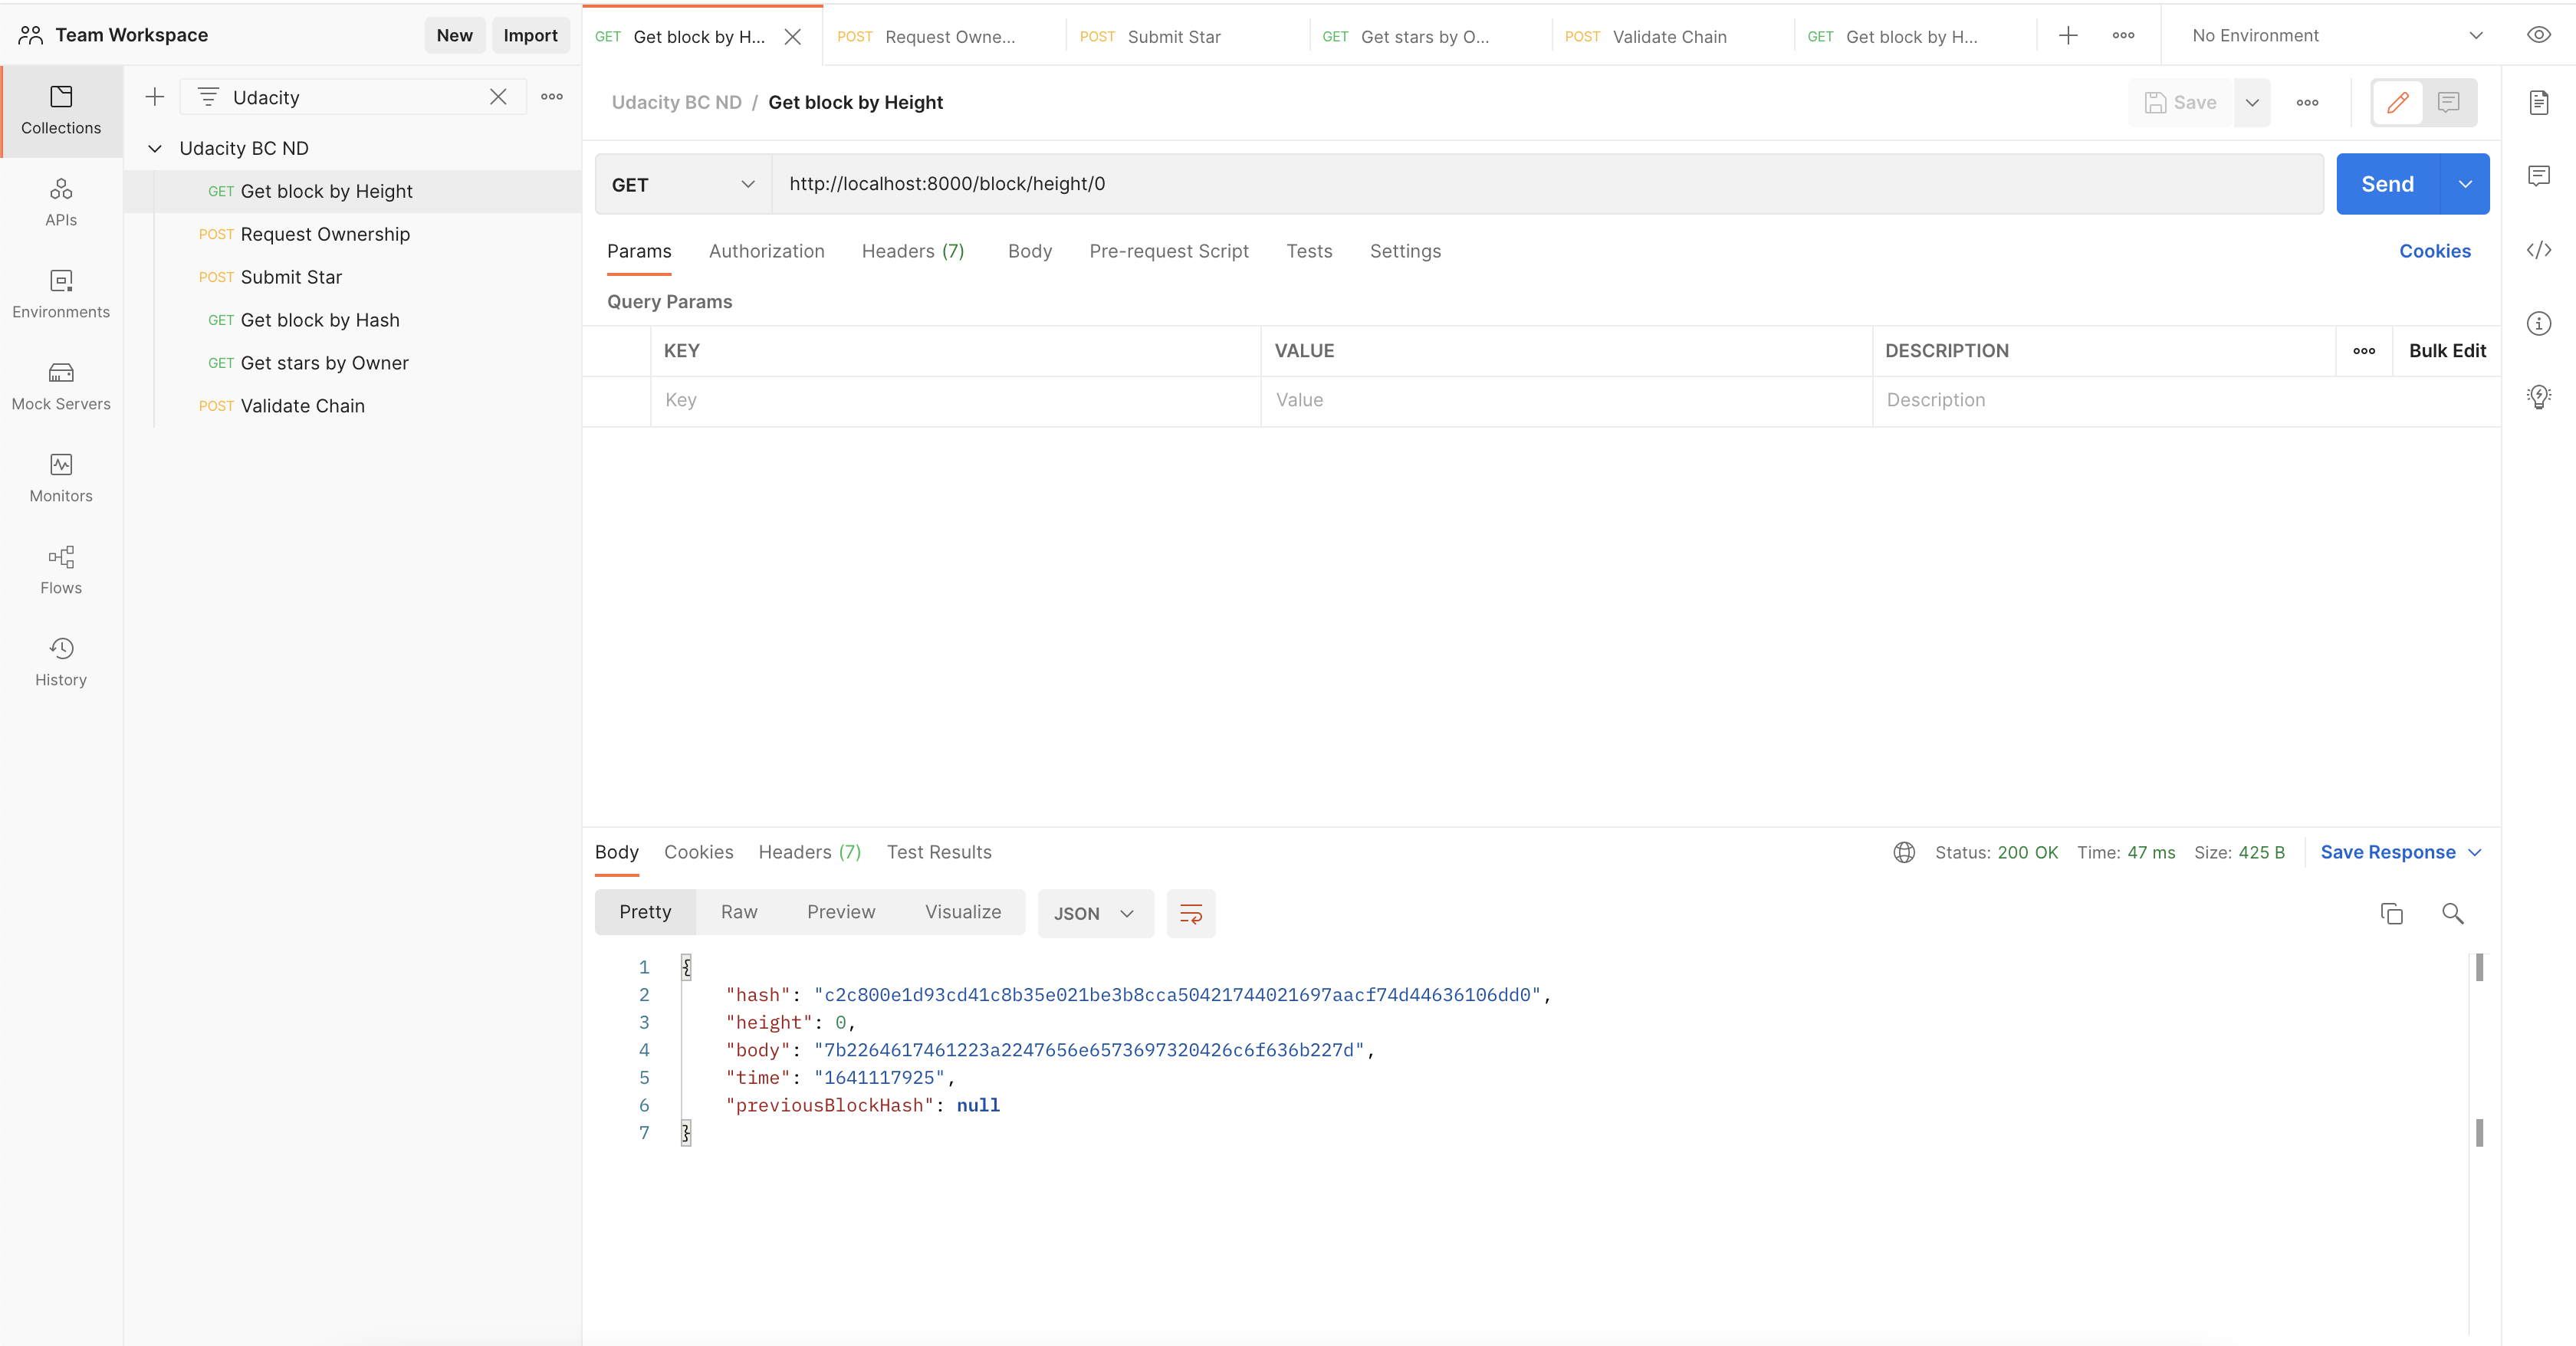 Team Workspace
New
Import
GET Get block by H...
POST Request Owne...
POST Submit Star
GET Get stars by O...
POST Validate Chain
GET Get block by H...
No Environment
Collections
APIs
Environments
Mock Servers
Monitors
Flows
History
Udacity
Udacity BC ND
GET Get block by Height
POST Request Ownership
POST Submit Star
GET Get block by Hash
GET Get stars by Owner
POST Validate Chain
Udacity BC ND / Get block by Height
Save
GET
http://localhost:8000/block/height/0
Send
Params
Authorization
Headers (7)
Body
Pre-request Script
Tests
Settings
Cookies
Query Params
KEY
VALUE
DESCRIPTION
Bulk Edit
Key
Value
Description
Body
Cookies
Headers (7)
Test Results
Status: 200 OK
Time: 47 ms
Size: 425 B
Save Response
Pretty
Raw
Preview
Visualize
JSON
1 {
2 "hash": "c2c800e1d93cd41c8b35e021be3b8cca50421744021697aacf74d44636106dd0",
3 "height": 0,
4 "body": "7b2264617461223a2247656e6573697320426c6f636b227d",
5 "time": "1641117925",
6 "previousBlockHash": null
7 }